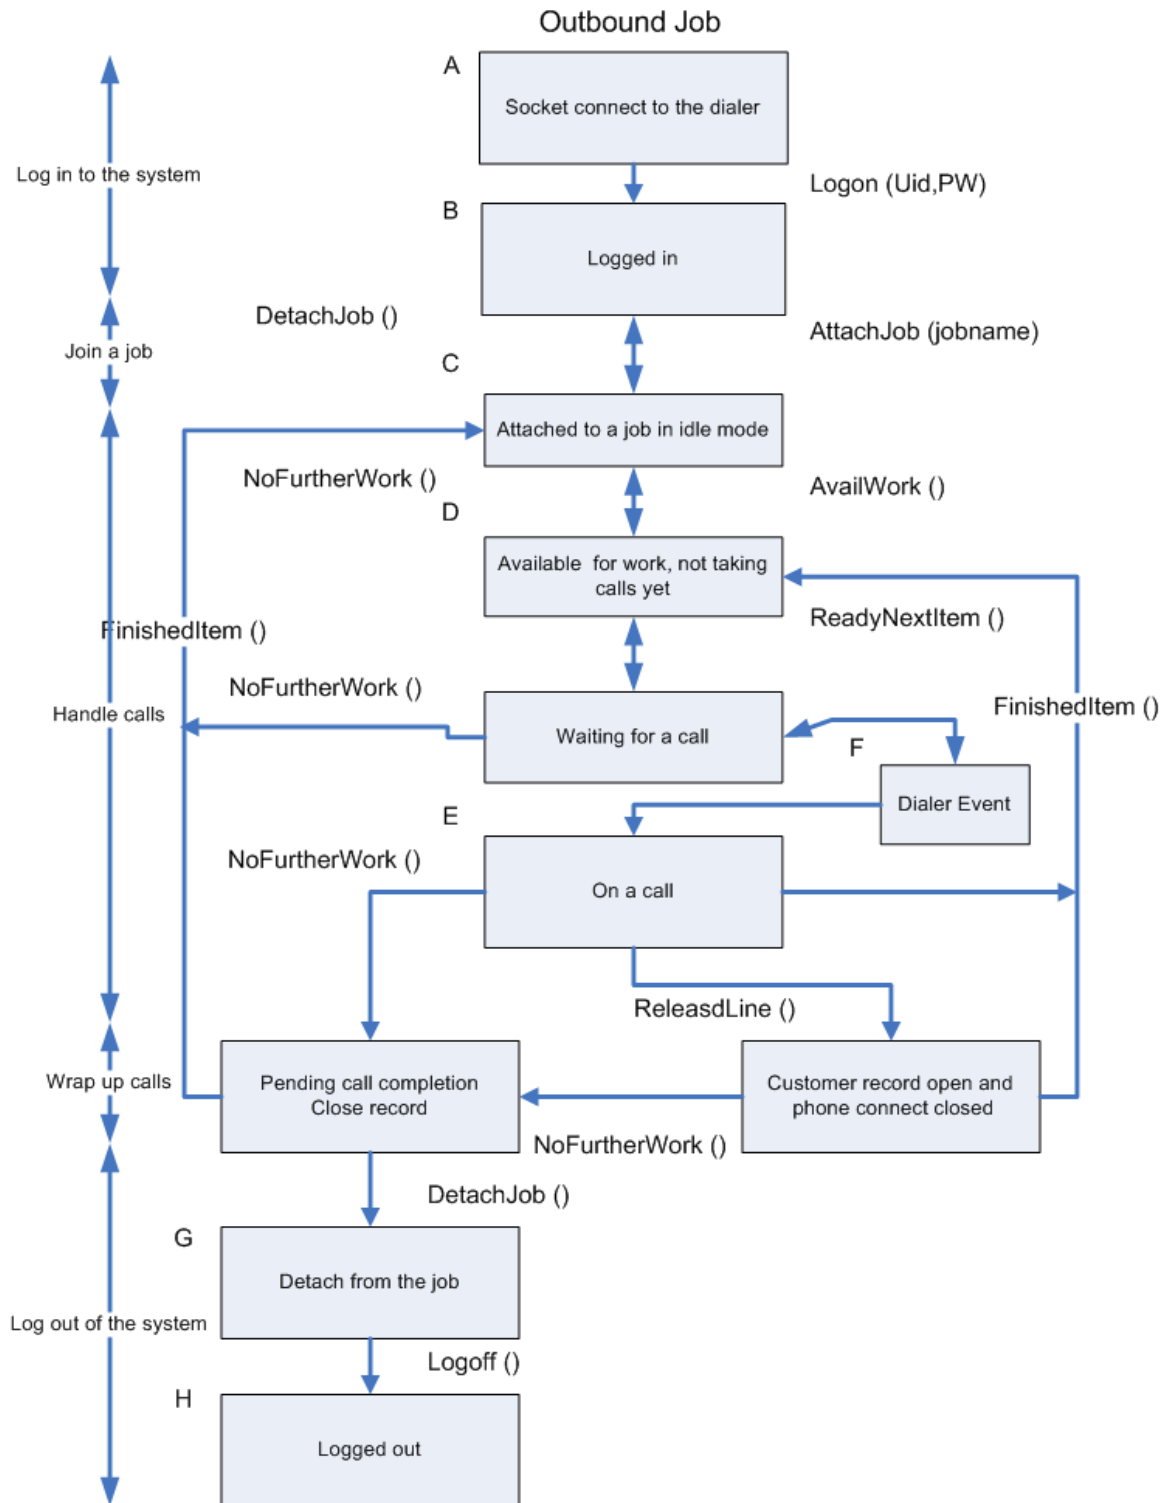 Outbound Job
A
Socket connect to the dialer
Log in to the system
Logon (Uid,PW)
B
Logged in
DetachJob ()
AttachJob (jobname)
Join a job
C
Attached to a job in idle mode
NoFurtherWork ()
AvailWork ()
D
Available for work, not taking
calls yet
ReadyNextItem ()
FinishedItem ()
NoFurtherWork ()
FinishedItem ()
Handle calls
Waiting for a call
F
Dialer Event
E
NoFurtherWork ()
On a call
ReleasdLine ()
Wrap up calls
Pending call completion
Close record
Customer record open and
phone connect closed
NoFurtherWork ()
DetachJob ()
G
Detach from the job
Log out of the system
Logoff ()
H
Logged out